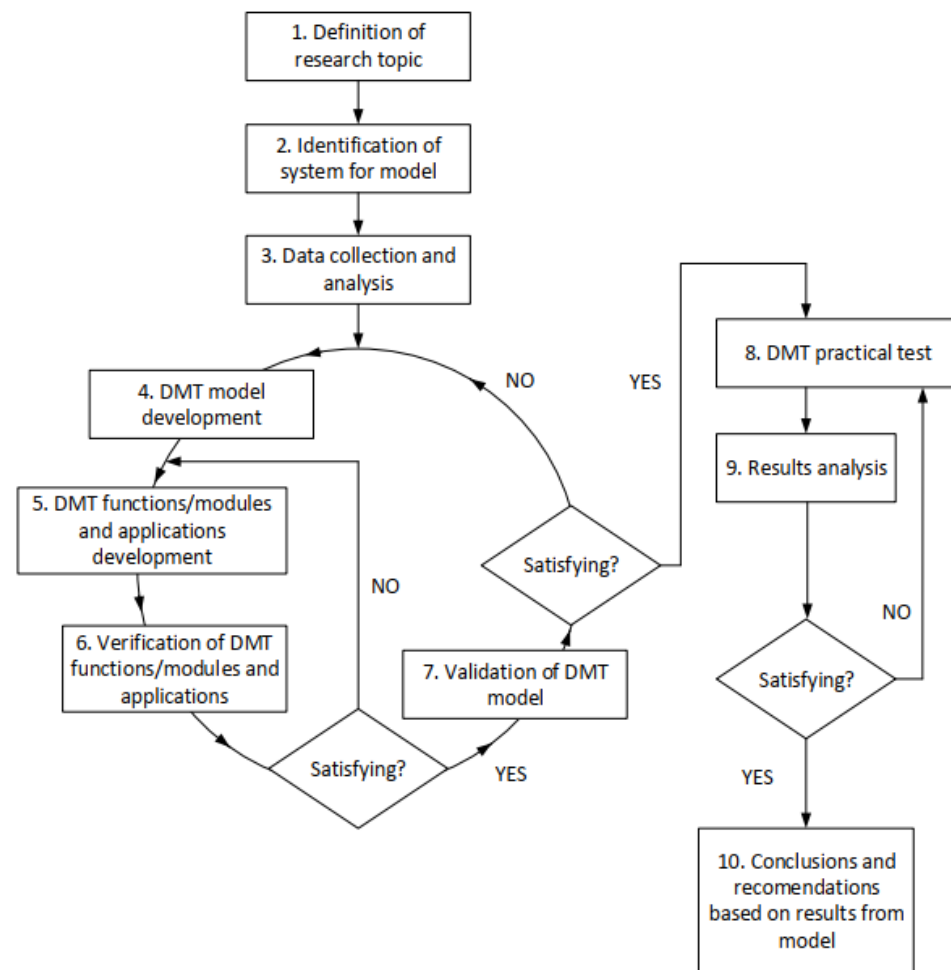 1. Definition of
research topic
2. Identification of
system for model
3. Data collection and
analysis
4. DMT model
development
5. DMT functions/modules
and applications
development
6. Verification of DMT
functions/modules and
applications
Satisfying?
NO
YES
7. Validation of DMT
model
Satisfying?
NO
YES
8. DMT practical test
9. Results analysis
Satisfying?
NO
YES
10. Conclusions and
recomendations
based on results from
model